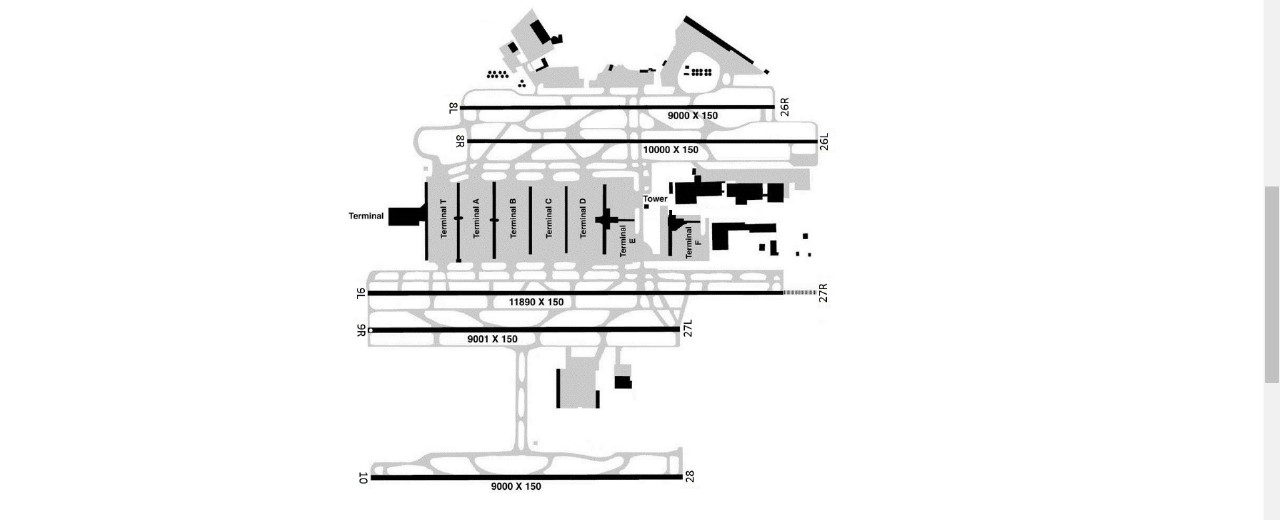 8L
26R
9000 X 150
8R
26L
10000 X 150
Tower
Terminal
Terminal T
Terminal A
Terminal B
Terminal C
Terminal D
Terminal
E
Terminal
F
9L
27R
11890 X 150
9R
27L
9001 X 150
10
28
9000 X 150